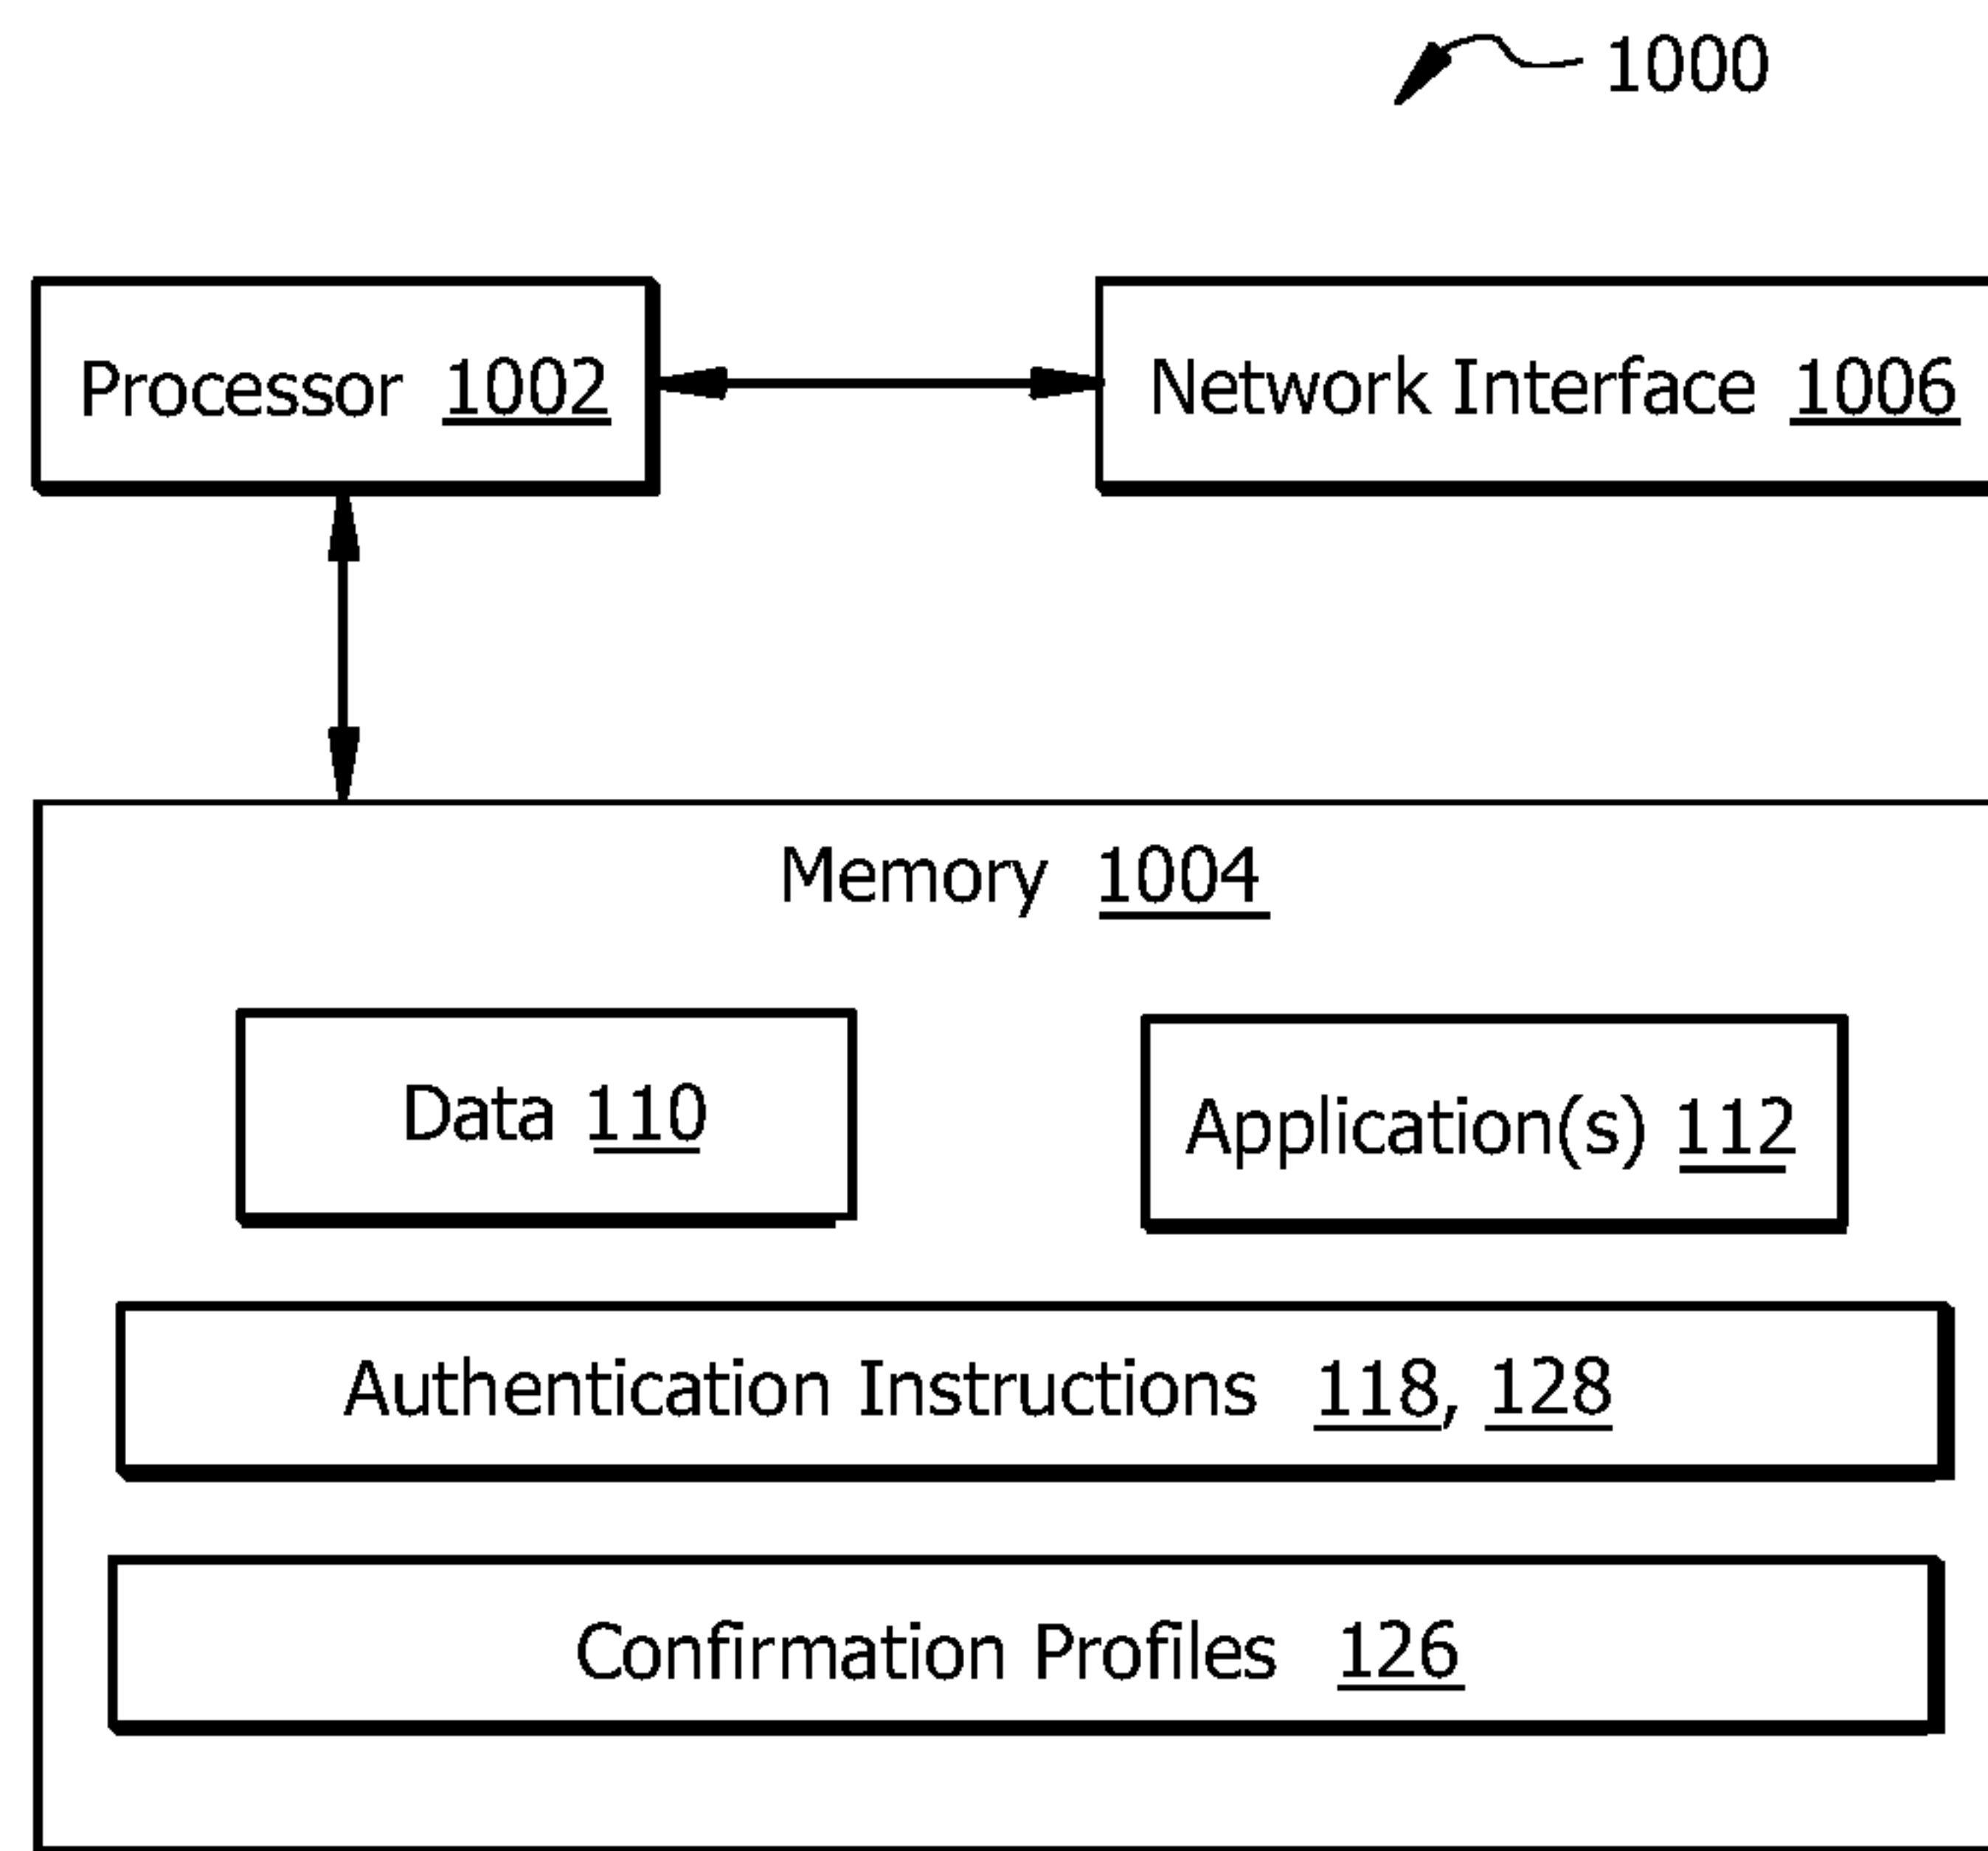 1000
Processor 1002
Network Interface 1006
Memory 1004
Data 110
Application(s) 112
Authentication Instructions 118, 128
Confirmation Profiles 126